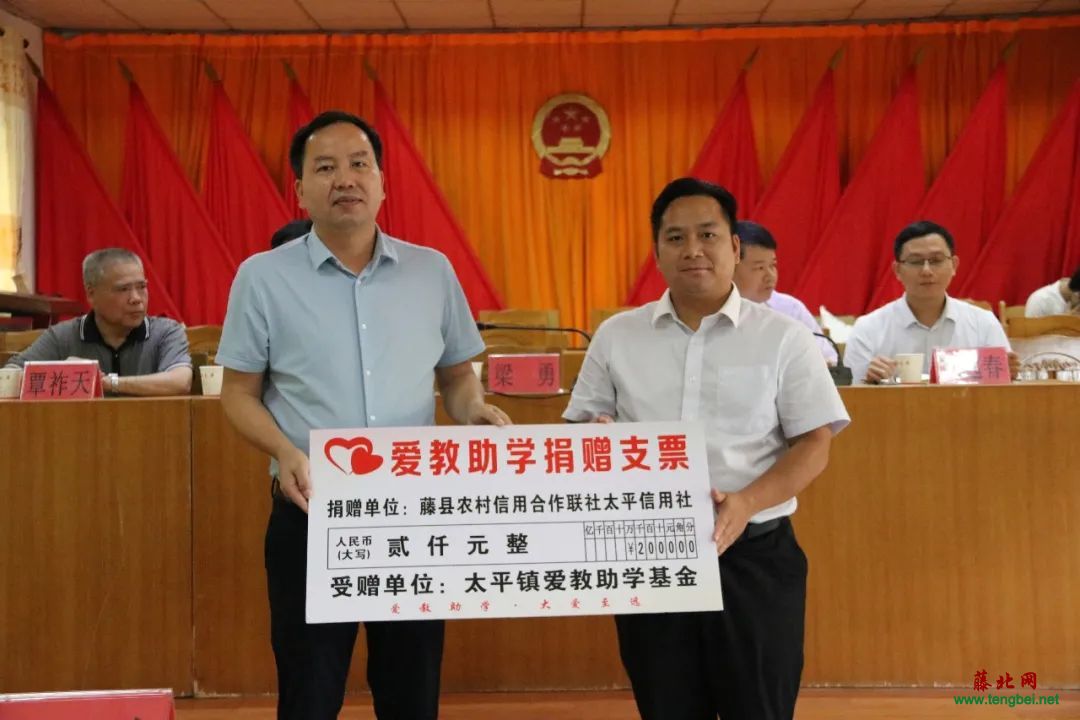 覃祚天
梁 勇
春
爱教助学捐赠支票
捐赠单位：藤县农村信用合作联社太平信用社
人民币
(大写)
贰仟元整
亿千百十万千百十元角分
¥200000
受赠单位：太平镇爱教助学基金
爱教助学·大爱至远
藤北网
www.tengbei.net